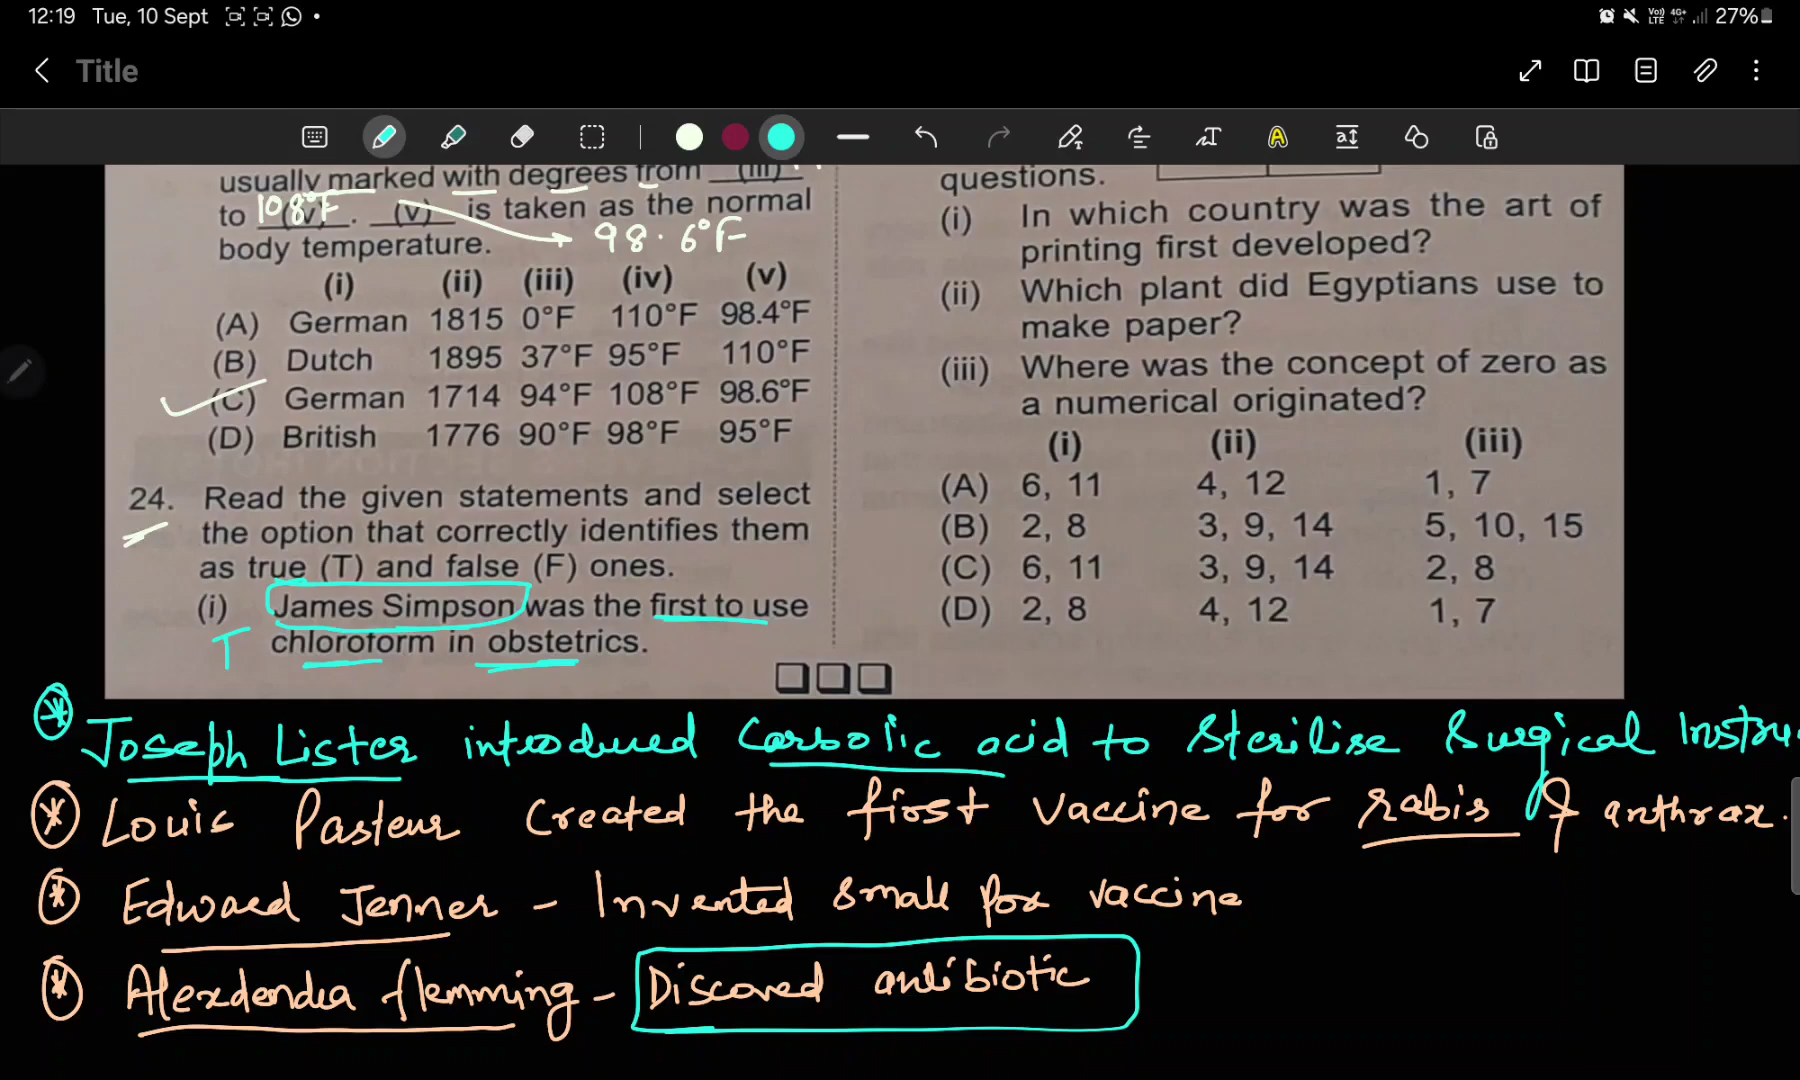 12:19 Tue, 10 Sept
27%
Title
usually marked with degrees from (iii)
to (iv). (v) is taken as the normal
108°F
98.6°F
body temperature.
(i) (ii) (iii) (iv) (v)
(A) German 1815 0°F 110°F 98.4°F
(B) Dutch 1895 37°F 95°F 110°F
(C) German 1714 94°F 108°F 98.6°F
(D) British 1776 90°F 98°F 95°F
24. Read the given statements and select
the option that correctly identifies them
as true (T) and false (F) ones.
(i) James Simpson was the first to use
T chloroform in obstetrics.
questions.
(i) In which country was the art of
printing first developed?
(ii) Which plant did Egyptians use to
make paper?
(iii) Where was the concept of zero as
a numerical originated?
(i) (ii) (iii)
(A) 6, 11 4, 12 1, 7
(B) 2, 8 3, 9, 14 5, 10, 15
(C) 6, 11 3, 9, 14 2, 8
(D) 2, 8 4, 12 1, 7
Joseph Lister introduced Carbolic acid to Sterilise Surgical Instru
Louis Pasteur Created the first Vaccine for rabis & anthrax.
Edward Jenner - Invented small pox vaccine
Alexdendea flemming - Discoved antibiotic